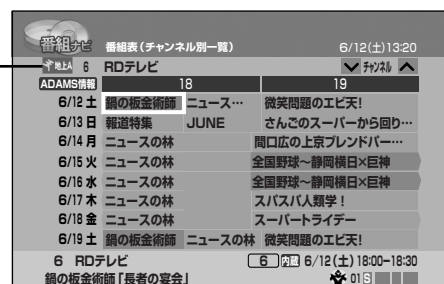 番組ナビ 番組表(チャンネル別一覧) 6/12(土)13:20
地上A 6 RDテレビ チャンネル
ADAMS情報 18 19
6/12 土 鍋の板金術師 ニュース… 微笑問題のエビ天!
6/13 日 報道特集 JUNE さんごのスーパーから回り…
6/14 月 ニュースの林 間口広の上京ブレンドバー…
6/15 火 ニュースの林 全国野球～静岡横日×巨神
6/16 水 ニュースの林 全国野球～静岡横日×巨神
6/17 木 ニュースの林 スパスパ人類学!
6/18 金 ニュースの林 スーパートライデー
6/19 土 鍋の板金術師 ニュースの林 微笑問題のエビ天!
6 RDテレビ 6 内蔵 6/12(土) 18:00-18:30
鍋の板金術師「長者の宴会」 01 S